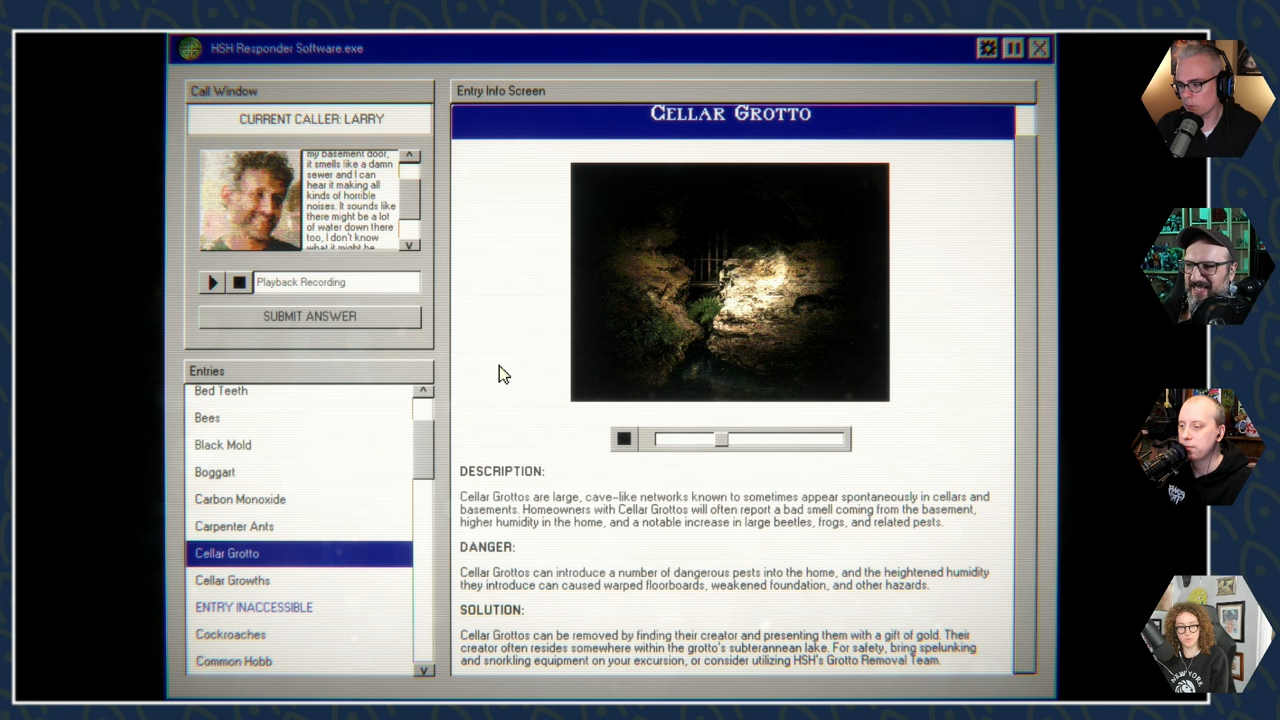 HSH Responder Software.exe
Call Window
CURRENT CALLER: LARRY
my basement door,
it smells like a damn
sewer and I can
hear it making all
kinds of horrible
noises. It sounds like
there might be a lot
of water down there
too, I don't know
what it might be
Playback Recording
SUBMIT ANSWER
Entries
Bed Teeth
Bees
Black Mold
Boggart
Carbon Monoxide
Carpenter Ants
Cellar Grotto
Cellar Growths
ENTRY INACCESSIBLE
Cockroaches
Common Hobb
Entry Info Screen
Cellar Grotto
DESCRIPTION:
Cellar Grottos are large, cave-like networks known to sometimes appear spontaneously in cellars and
basements. Homeowners with Cellar Grottos will often report a bad smell coming from the basement,
higher humidity in the home, and a notable increase in large beetles, frogs, and related pests.
DANGER:
Cellar Grottos can introduce a number of dangerous pests into the home, and the heightened humidity
they introduce can caused warped floorboards, weakened foundation, and other hazards.
SOLUTION:
Cellar Grottos can be removed by finding their creator and presenting them with a gift of gold. Their
creator often resides somewhere within the grotto's subterannean lake. For safety, bring spelunking
and snorkling equipment on your excursion, or consider utilizing HSH's Grotto Removal Team.
NEW YORK